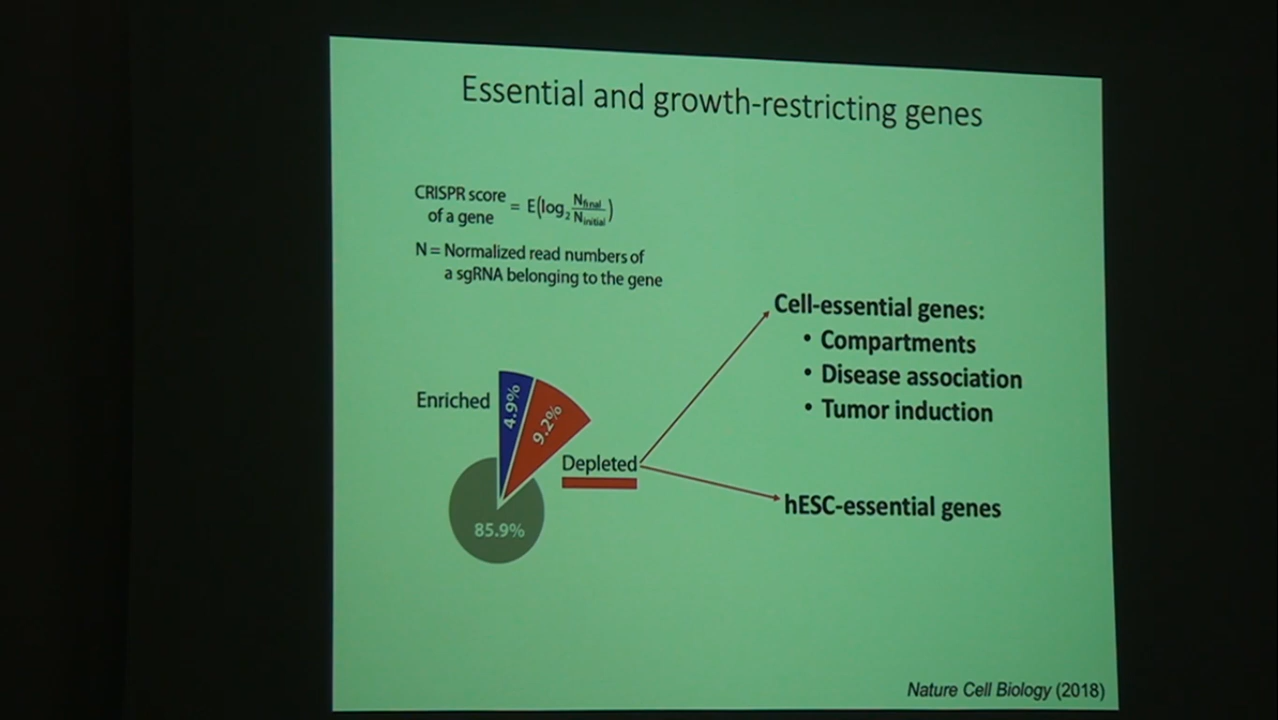 Essential and growth-restricting genes
CRISPR score
of a gene
= E(log₂ Nfinal / Ninitial)
N = Normalized read numbers of
a sgRNA belonging to the gene
Enriched
4.9%
9.2%
Depleted
85.9%
Cell-essential genes:
• Compartments
• Disease association
• Tumor induction
hESC-essential genes
Nature Cell Biology (2018)